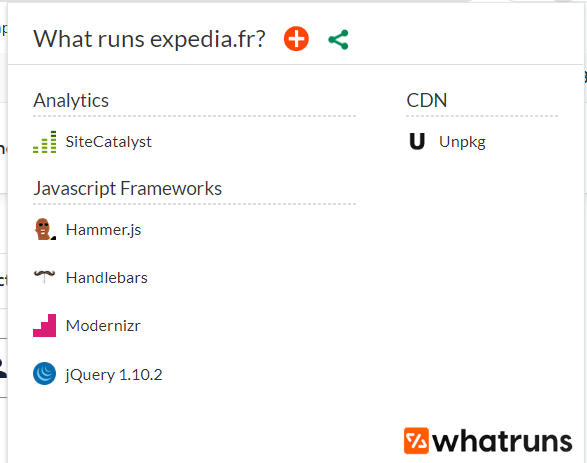 What runs expedia.fr?
Analytics
SiteCatalyst
Javascript Frameworks
Hammer.js
Handlebars
Modernizr
jQuery 1.10.2
CDN
Unpkg
whatruns